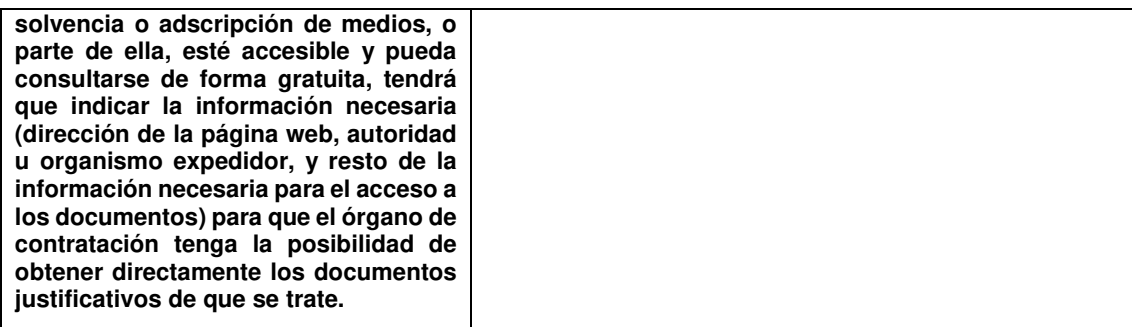 solvencia o adscripción de medios, o
parte de ella, esté accesible y pueda
consultarse de forma gratuita, tendrá
que indicar la información necesaria
(dirección de la página web, autoridad
u organismo expedidor, y resto de la
información necesaria para el acceso a
los documentos) para que el órgano de
contratación tenga la posibilidad de
obtener directamente los documentos
justificativos de que se trate.